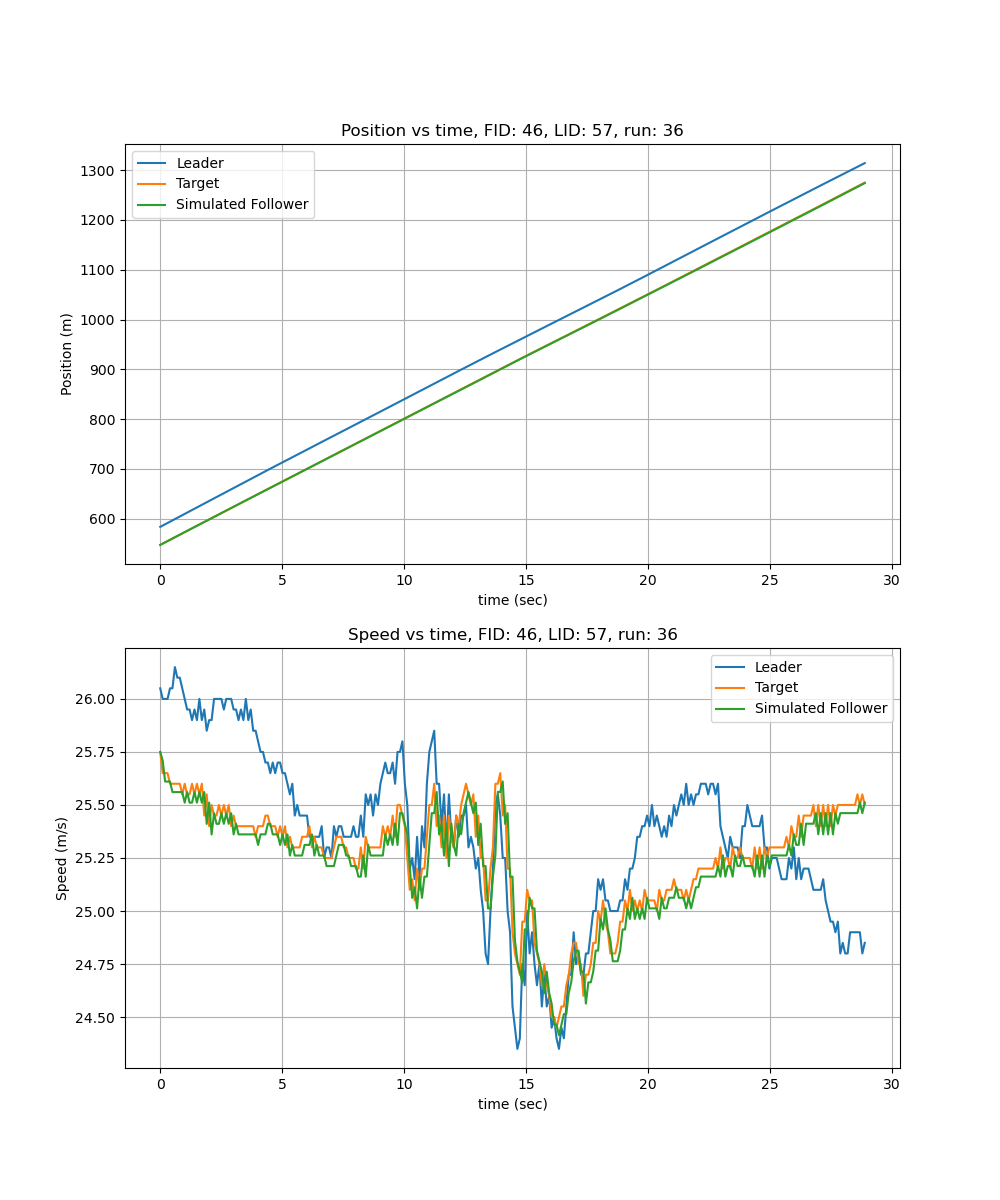 Position vs time, FID: 46, LID: 57, run: 36
Leader
Target
Simulated Follower
1300
1200
1100
1000
900
800
700
600
Position (m)
0 5 10 15 20 25 30
time (sec)
Speed vs time, FID: 46, LID: 57, run: 36
Leader
Target
Simulated Follower
26.00
25.75
25.50
25.25
25.00
24.75
24.50
Speed (m/s)
0 5 10 15 20 25 30
time (sec)